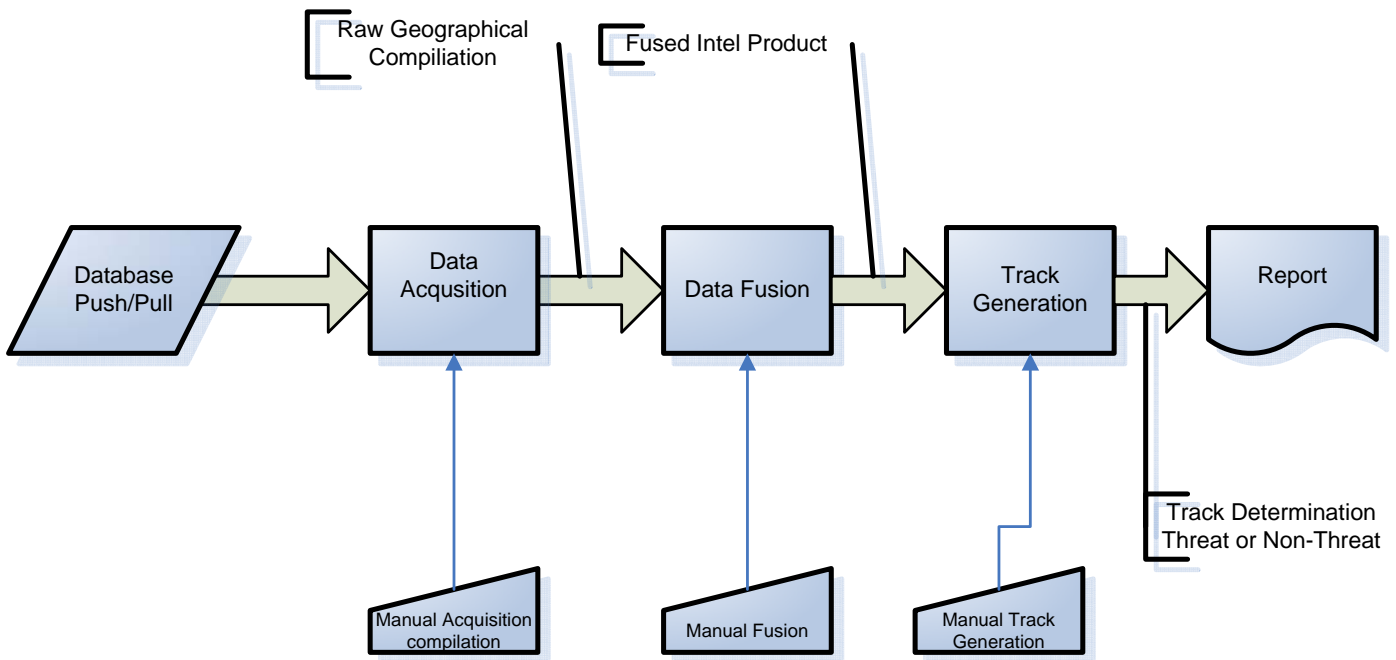 Raw Geographical
Compiliation
Fused Intel Product
Database
Push/Pull
Data
Acqusition
Data Fusion
Track
Generation
Report
Track Determination
Threat or Non-Threat
Manual Acquisition
compilation
Manual Fusion
Manual Track
Generation